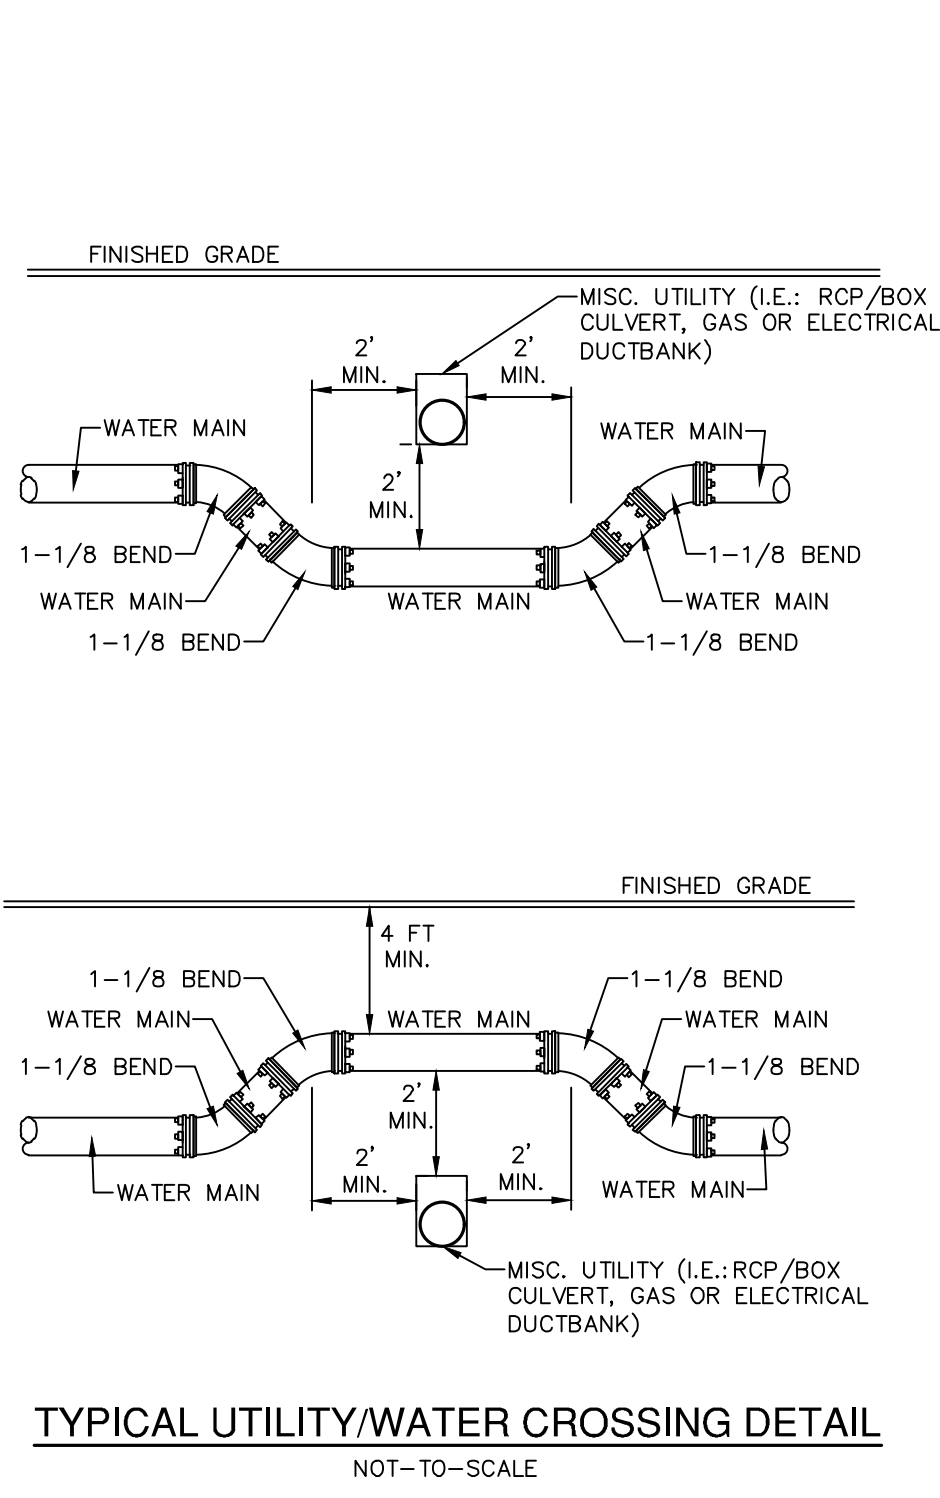 FINISHED GRADE
MISC. UTILITY (I.E.: RCP/BOX
CULVERT, GAS OR ELECTRICAL
DUCTBANK)
2'
MIN.
2'
MIN.
WATER MAIN
WATER MAIN
2'
MIN.
1-1/8 BEND
1-1/8 BEND
WATER MAIN
WATER MAIN
WATER MAIN
1-1/8 BEND
1-1/8 BEND
FINISHED GRADE
4 FT
MIN.
1-1/8 BEND
1-1/8 BEND
WATER MAIN
WATER MAIN
WATER MAIN
1-1/8 BEND
1-1/8 BEND
2'
MIN.
2'
MIN.
2'
MIN.
WATER MAIN
WATER MAIN
MISC. UTILITY (I.E.: RCP/BOX
CULVERT, GAS OR ELECTRICAL
DUCTBANK)
TYPICAL UTILITY/WATER CROSSING DETAIL
NOT-TO-SCALE